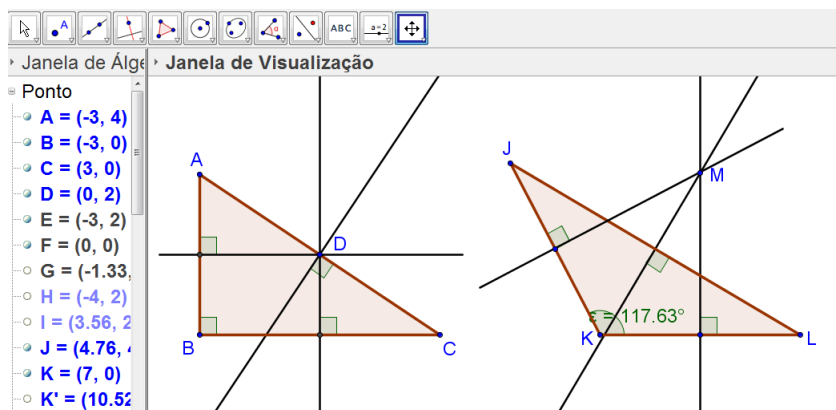 A
α
ABC
a=2
Janela de Álge
Janela de Visualização
Ponto
A = (-3, 4)
B = (-3, 0)
C = (3, 0)
D = (0, 2)
E = (-3, 2)
F = (0, 0)
G = (-1.33,
H = (-4, 2)
I = (3.56, 2
J = (4.76, 4
K = (7, 0)
K' = (10.52
A
D
B
C
J
M
ε = 117.63°
K
L